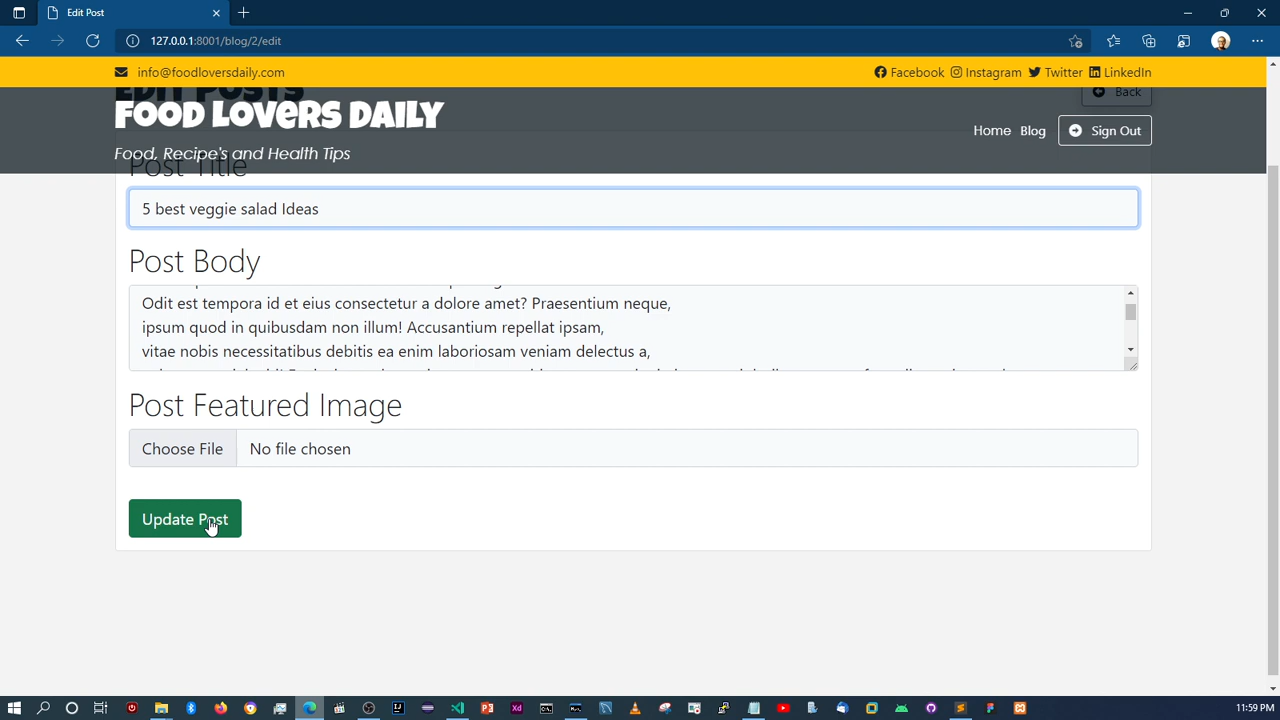 Edit Post
127.0.0.1:8001/blog/2/edit
info@foodloversdaily.com
Facebook Instagram Twitter LinkedIn
EDIT POSTS
Back
FOOD LOVERS DAILY
Home Blog Sign Out
Food, Recipe's and Health Tips
Post Title
5 best veggie salad Ideas
Post Body
Odit est tempora id et eius consectetur a dolore amet? Praesentium neque,
ipsum quod in quibusdam non illum! Accusantium repellat ipsam,
vitae nobis necessitatibus debitis ea enim laboriosam veniam delectus a,
Post Featured Image
Choose File No file chosen
Update Post
11:59 PM